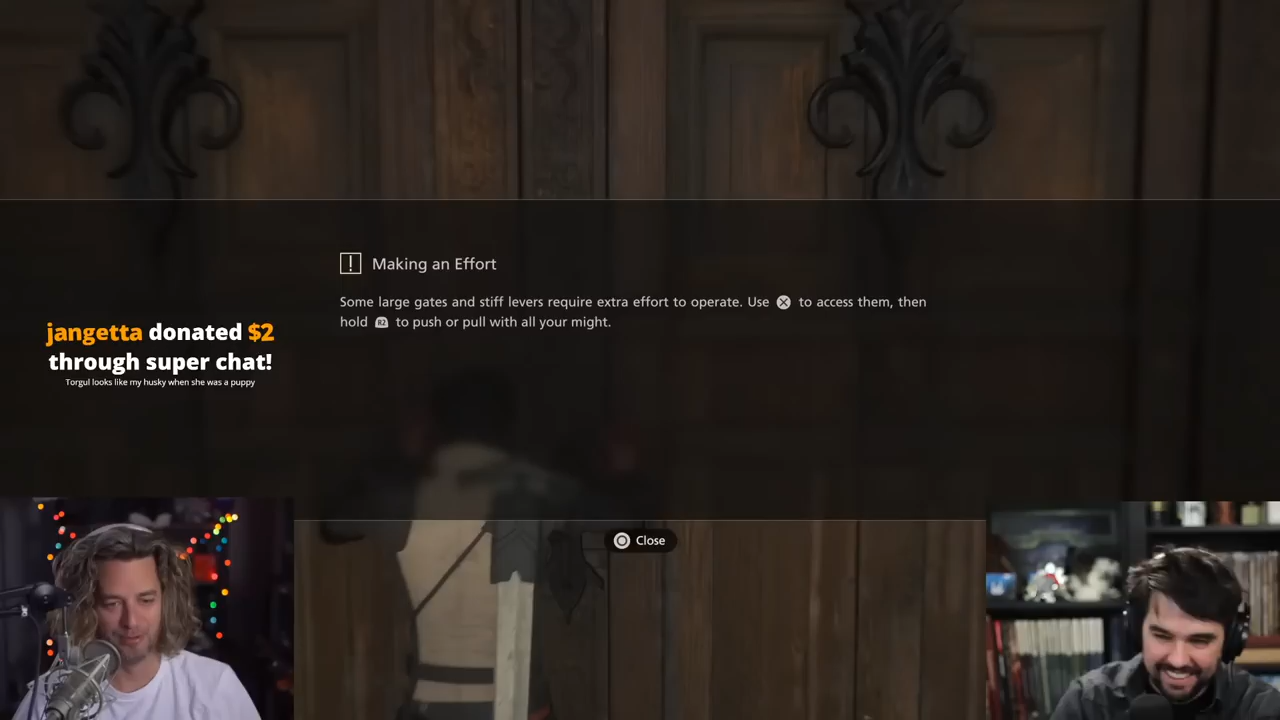 Making an Effort
Some large gates and stiff levers require extra effort to operate. Use ⊗ to access them, then
hold R2 to push or pull with all your might.
jangetta donated $2
through super chat!
Torgul looks like my husky when she was a puppy
Close